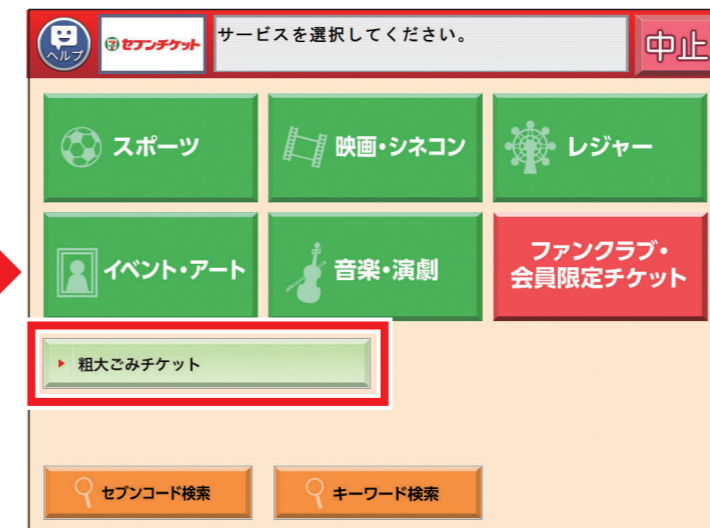 ヘルプ
7 セブンチケット
サービスを選択してください。
中止
スポーツ
映画・シネコン
レジャー
イベント・アート
音楽・演劇
ファンクラブ・
会員限定チケット
粗大ごみチケット
セブンコード検索
キーワード検索